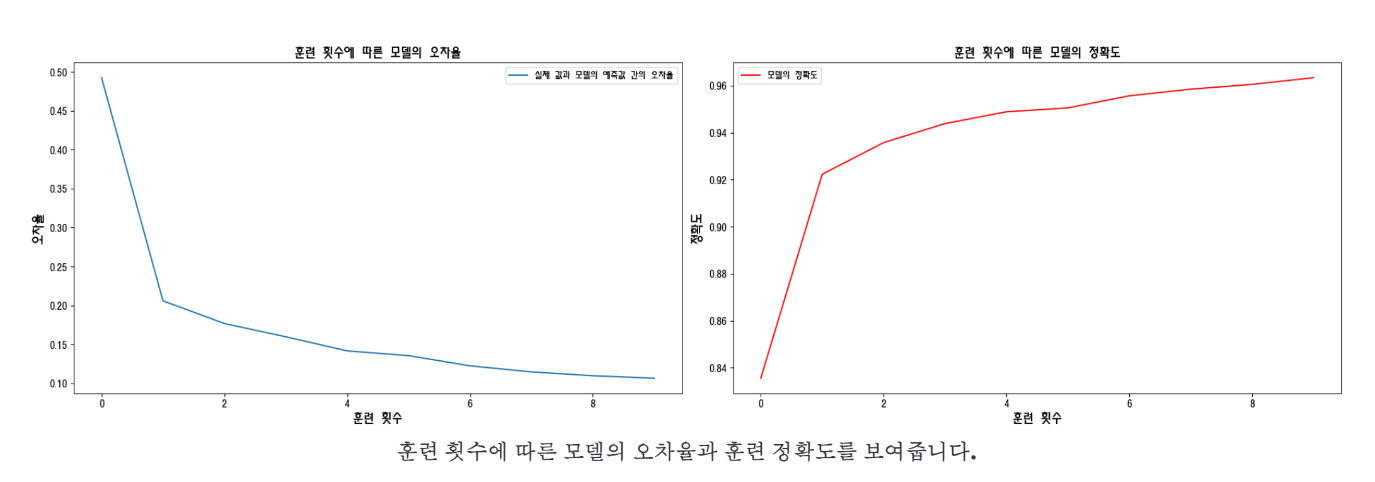 훈련 횟수에 따른 모델의 오차율
실제 값과 모델의 예측값 간의 오차율
0.50
0.45
0.40
0.35
0.30
0.25
0.20
0.15
0.10
오차율
0 2 4 6 8
훈련 횟수
훈련 횟수에 따른 모델의 정확도
모델의 정확도
0.96
0.94
0.92
0.90
0.88
0.86
0.84
정확도
0 2 4 6 8
훈련 횟수
훈련 횟수에 따른 모델의 오차율과 훈련 정확도를 보여줍니다.